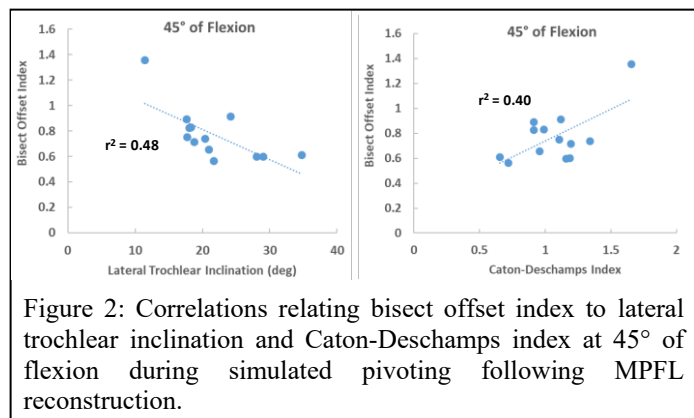 45° of Flexion
Bisect Offset Index
1.6
1.4
1.2
1
0.8
0.6
0.4
0.2
0
r² = 0.48
0
10
20
30
40
Lateral Trochlear Inclination (deg)
45° of Flexion
Bisect Offset Index
1.6
1.4
1.2
1
0.8
0.6
0.4
0.2
0
r² = 0.40
0
0.5
1
1.5
2
Caton-Deschamps Index
Figure 2: Correlations relating bisect offset index to lateral
trochlear inclination and Caton-Deschamps index at 45° of
flexion during simulated pivoting following MPFL
reconstruction.